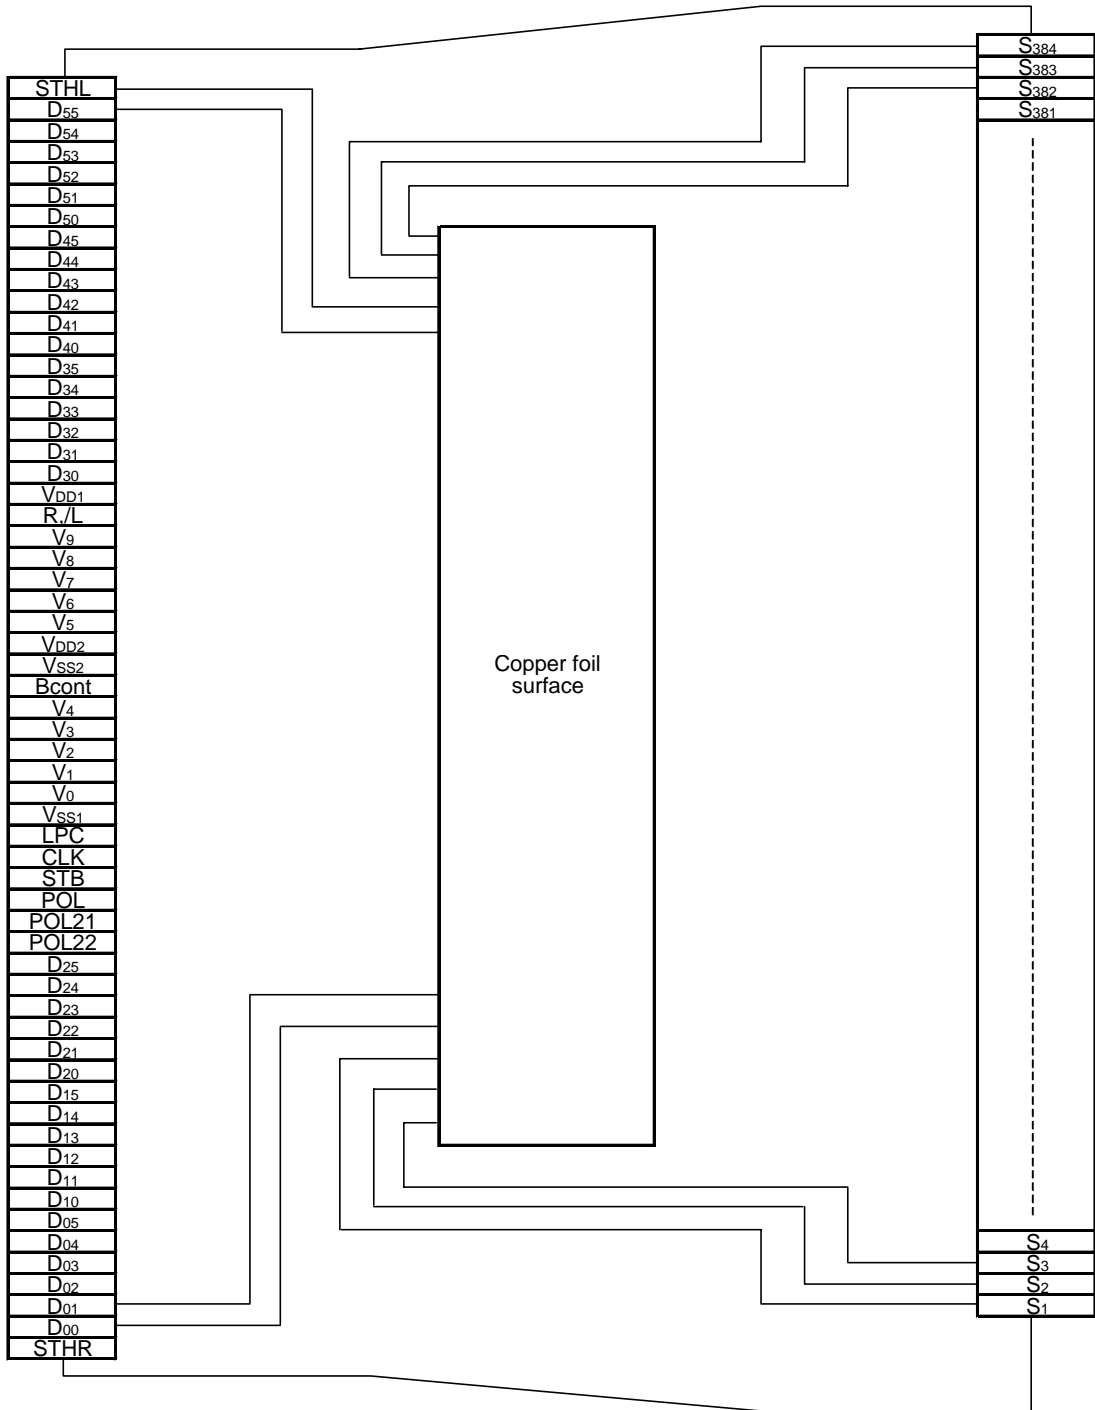 STHL
D55
D54
D53
D52
D51
D50
D45
D44
D43
D42
D41
D40
D35
D34
D33
D32
D31
D30
VDD1
R,/L
V9
V8
V7
V6
V5
VDD2
VSS2
Bcont
V4
V3
V2
V1
V0
VSS1
LPC
CLK
STB
POL
POL21
POL22
D25
D24
D23
D22
D21
D20
D15
D14
D13
D12
D11
D10
D05
D04
D03
D02
D01
D00
STHR
Copper foil
surface
S384
S383
S382
S381
S4
S3
S2
S1